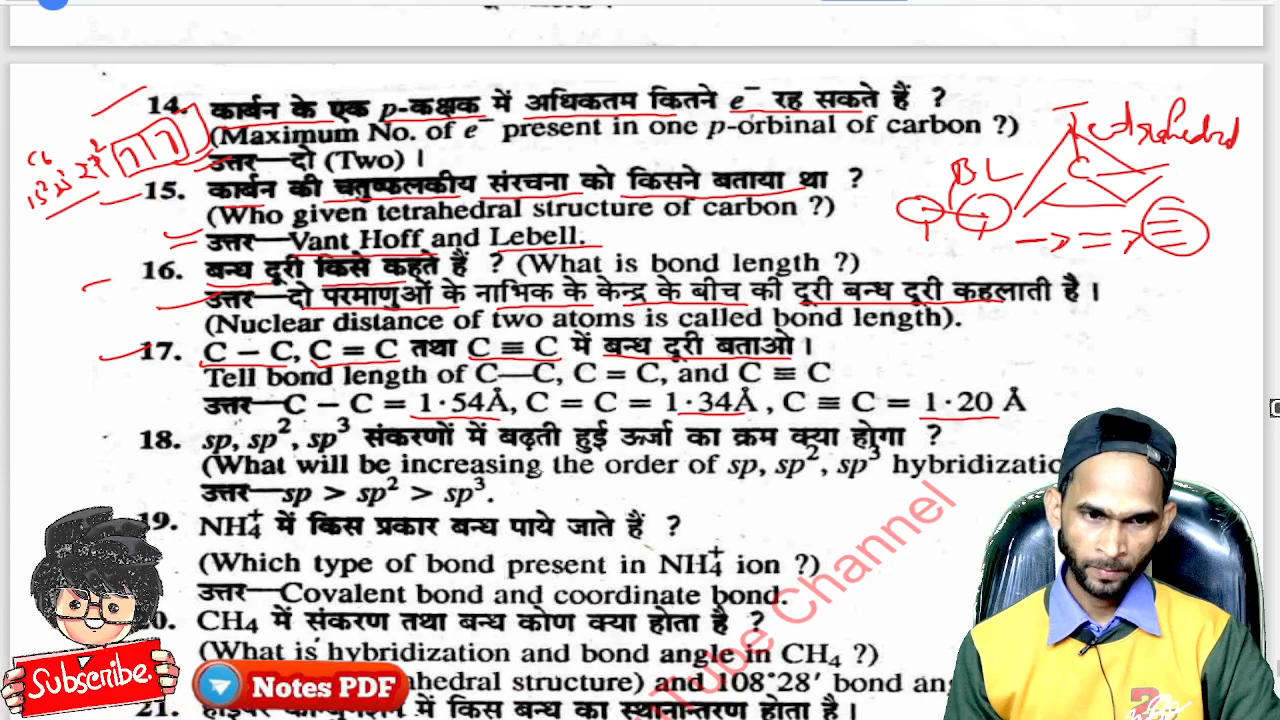 14. कार्बन के एक p-कक्षक में अधिकतम कितने e⁻ रह सकते हैं ?
(Maximum No. of e⁻ present in one p-orbinal of carbon ?)
उत्तर—दो (Two) ।
15. कार्बन की चतुष्फलकीय संरचना को किसने बताया था ?
(Who given tetrahedral structure of carbon ?)
उत्तर—Vant Hoff and Lebell.
16. बन्ध दूरी किसे कहते हैं ? (What is bond length ?)
उत्तर—दो परमाणुओं के नाभिक के केन्द्र के बीच की दूरी बन्ध दूरी कहलाती है।
(Nuclear distance of two atoms is called bond length).
17. C – C, C = C तथा C ≡ C में बन्ध दूरी बताओ।
Tell bond length of C—C, C = C, and C ≡ C
उत्तर—C – C = 1·54Å, C = C = 1·34Å , C ≡ C = 1·20 Å
18. sp, sp², sp³ संकरणों में बढ़ती हुई ऊर्जा का क्रम क्या होगा ?
(What will be increasing the order of sp, sp², sp³ hybridizatio
उत्तर—sp > sp² > sp³.
19. NH₄⁺ में किस प्रकार बन्ध पाये जाते हैं ?
(Which type of bond present in NH₄⁺ ion ?)
उत्तर—Covalent bond and coordinate bond.
20. CH₄ में संकरण तथा बन्ध कोण क्या होता है ?
(What is hybridization and bond angle in CH₄ ?)
ahedral structure) and 108°28′ bond an
21. में किस बन्ध का स्थानान्तरण होता है।
Tetrahedral
C
BL
Tube Channel
Subscribe.
Notes PDF